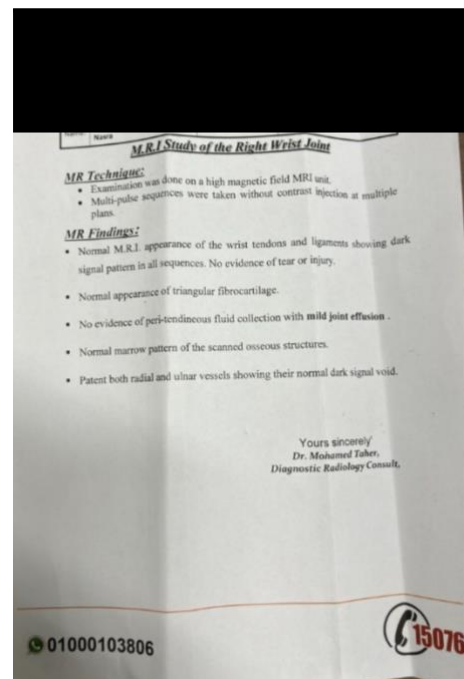 Nawa
M.R.I Study of the Right Wrist Joint
MR Technique:
• Examination was done on a high magnetic field MRI unit.
• Multi-pulse sequences were taken without contrast injection at multiple
plans.
MR Findings:
• Normal M.R.I. appearance of the wrist tendons and ligaments showing dark
signal pattern in all sequences. No evidence of tear or injury.
• Normal appearance of triangular fibrocartilage.
• No evidence of peri-tendineous fluid collection with mild joint effusion .
• Normal marrow pattern of the scanned osseous structures.
• Patent both radial and ulnar vessels showing their normal dark signal void.
Yours sincerely
Dr. Mohamed Taher,
Diagnostic Radiology Consult,
01000103806
15076